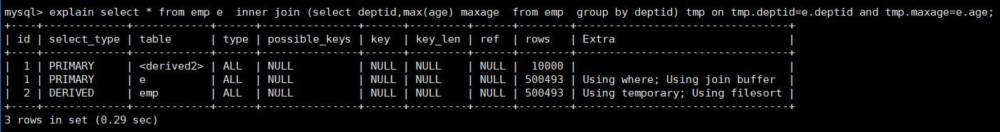 mysql> explain select * from emp e  inner join (select deptid,max(age) maxage  from emp  group by deptid) tmp on tmp.deptid=e.deptid and tmp.maxage=e.age;
+----+-------------+------------+------+---------------+------+---------+------+--------+---------------------------------+
| id | select_type | table      | type | possible_keys | key  | key_len | ref  | rows   | Extra                           |
+----+-------------+------------+------+---------------+------+---------+------+--------+---------------------------------+
|  1 | PRIMARY     | <derived2> | ALL  | NULL          | NULL | NULL    | NULL |  10000 |                                 |
|  1 | PRIMARY     | e          | ALL  | NULL          | NULL | NULL    | NULL | 500493 | Using where; Using join buffer  |
|  2 | DERIVED     | emp        | ALL  | NULL          | NULL | NULL    | NULL | 500493 | Using temporary; Using filesort |
+----+-------------+------------+------+---------------+------+---------+------+--------+---------------------------------+
3 rows in set (0.29 sec)